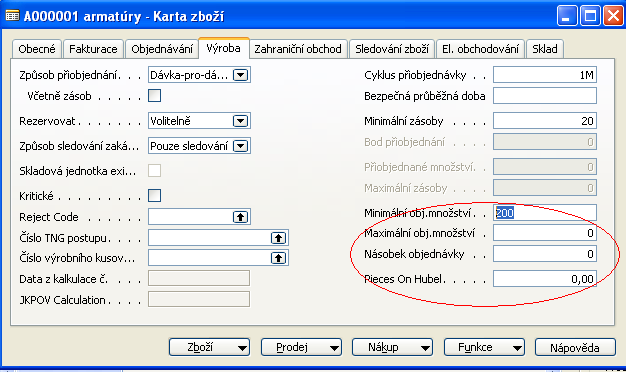 A000001 armatúry - Karta zboží
Obecné Fakturace Objednávání Výroba Zahraniční obchod Sledování zboží El. obchodování Sklad
Způsob přiobjednání. . . Dávka-pro-dá...
Včetně zásob . . . . .
Rezervovat . . . . . . . Volitelně
Způsob sledování zaká... Pouze sledování
Skladová jednotka exi...
Kritické . . . . . . . .
Reject Code . . . . . .
Číslo TNG postupu. . . .
Číslo výrobního kusov...
Data z kalkulace č. . . .
JKPOV Calculation. . . .
Cyklus přiobjednávky . . 1M
Bezpečná průběžná doba
Minimální zásoby . . . . 20
Bod přiobjednání . . . . 0
Přiobjednané množství. . 0
Maximální zásoby . . . . 0
Minimální obj.množství . . 200
Maximální obj.množství . 0
Násobek objednávky . . 0
Pieces On Hubel. . . . . 0,00
Zboží Prodej Nákup Funkce Nápověda